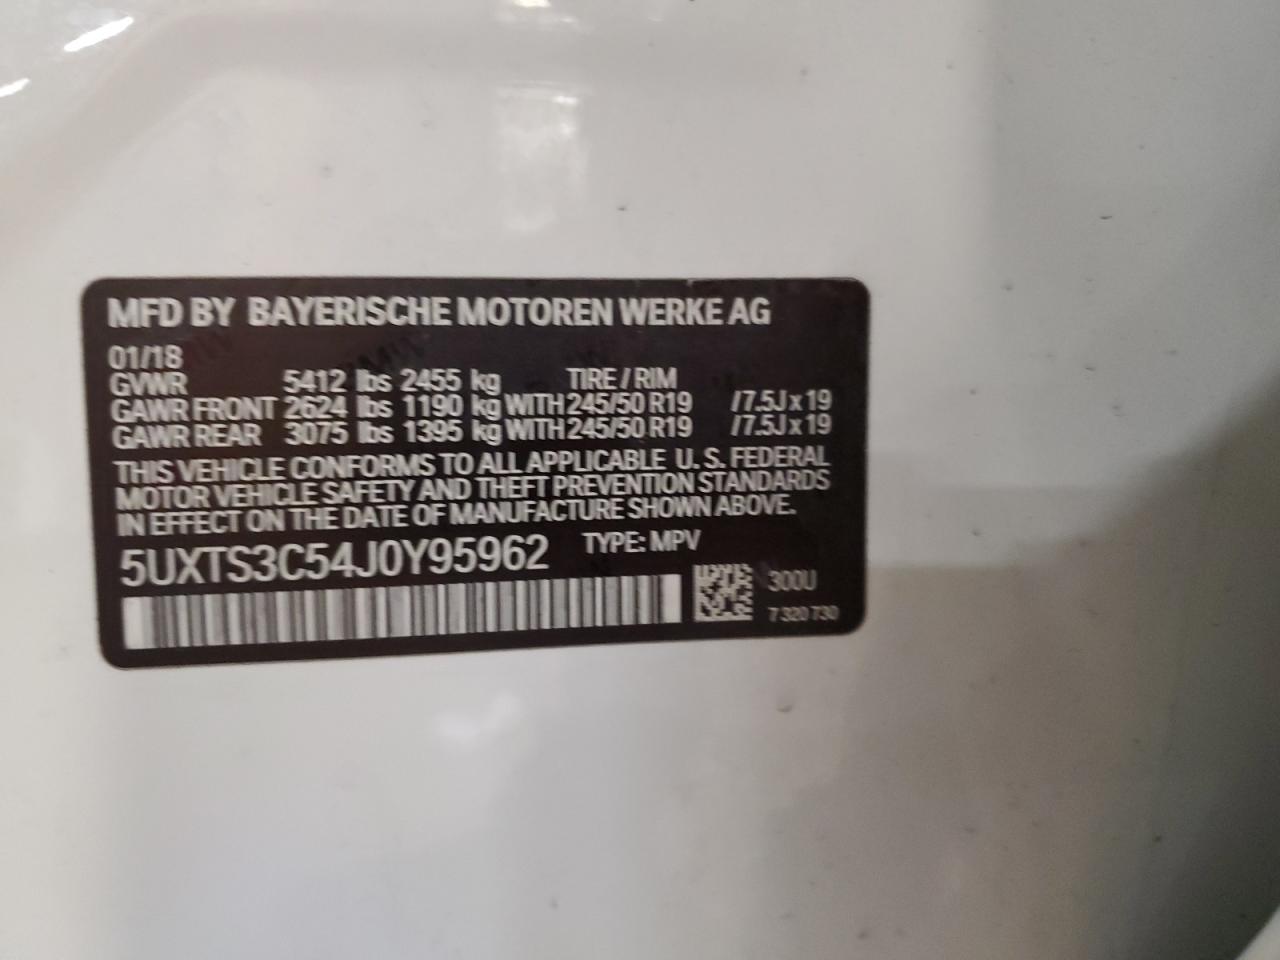 MFD BY BAYERISCHE MOTOREN WERKE AG
01/18
GVWR 5412 lbs 2455 kg TIRE / RIM
GAWR FRONT 2624 lbs 1190 kg WITH 245/50 R19 /7.5J x 19
GAWR REAR 3075 lbs 1395 kg WITH 245/50 R19 /7.5J x 19
THIS VEHICLE CONFORMS TO ALL APPLICABLE U. S. FEDERAL
MOTOR VEHICLE SAFETY AND THEFT PREVENTION STANDARDS
IN EFFECT ON THE DATE OF MANUFACTURE SHOWN ABOVE.
5UXTS3C54J0Y95962 TYPE: MPV
300U
7 320 730